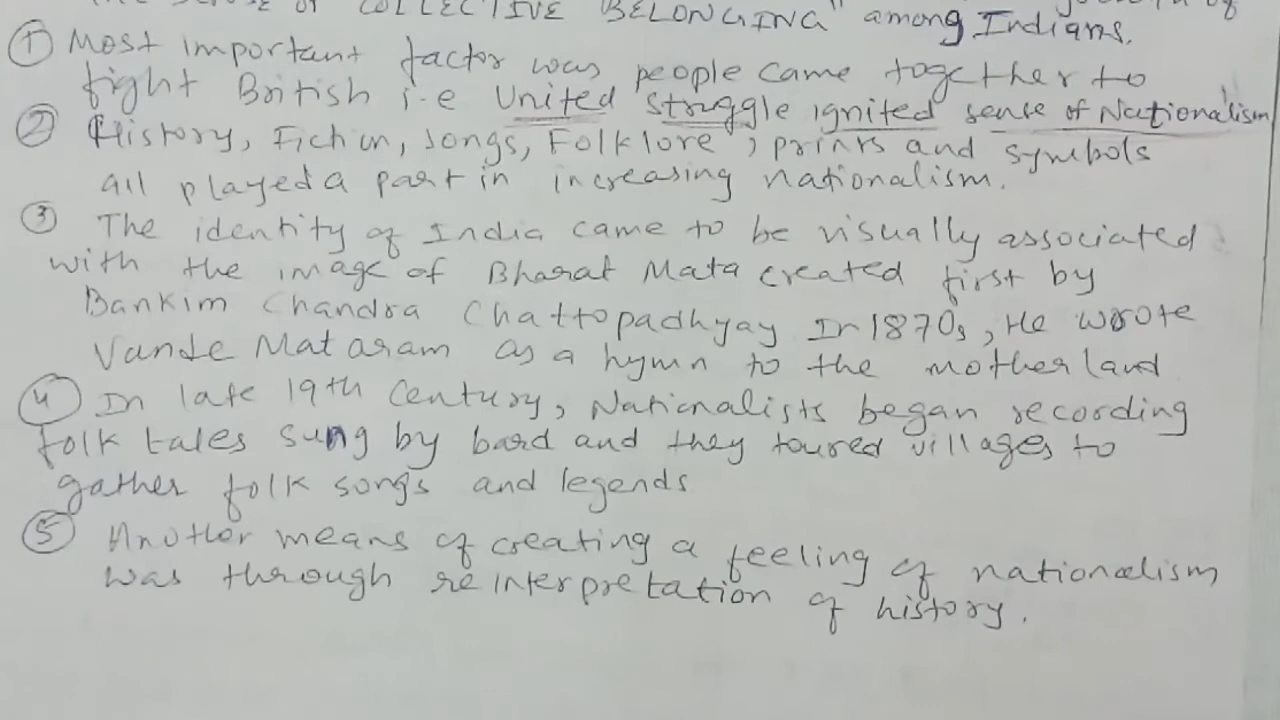 OF COLLECTIVE BELONGING" among Indians.
① Most important factor was people came together to
fight British i.e United Struggle ignited sense of Nationalism
② History, Fiction, songs, Folklore, prints and symbols
all played a part in increasing nationalism.
③ The identity of India came to be visually associated
with the image of Bharat Mata created first by
Bankim Chandra Chattopadhyay In 1870s, He wrote
Vande Mataram as a hymn to the motherland
④ In late 19th century, Nationalists began recording
folk tales sung by bard and they toured villages to
gather folk songs and legends
⑤ Another means of creating a feeling of nationalism
was through reinterpretation of history.